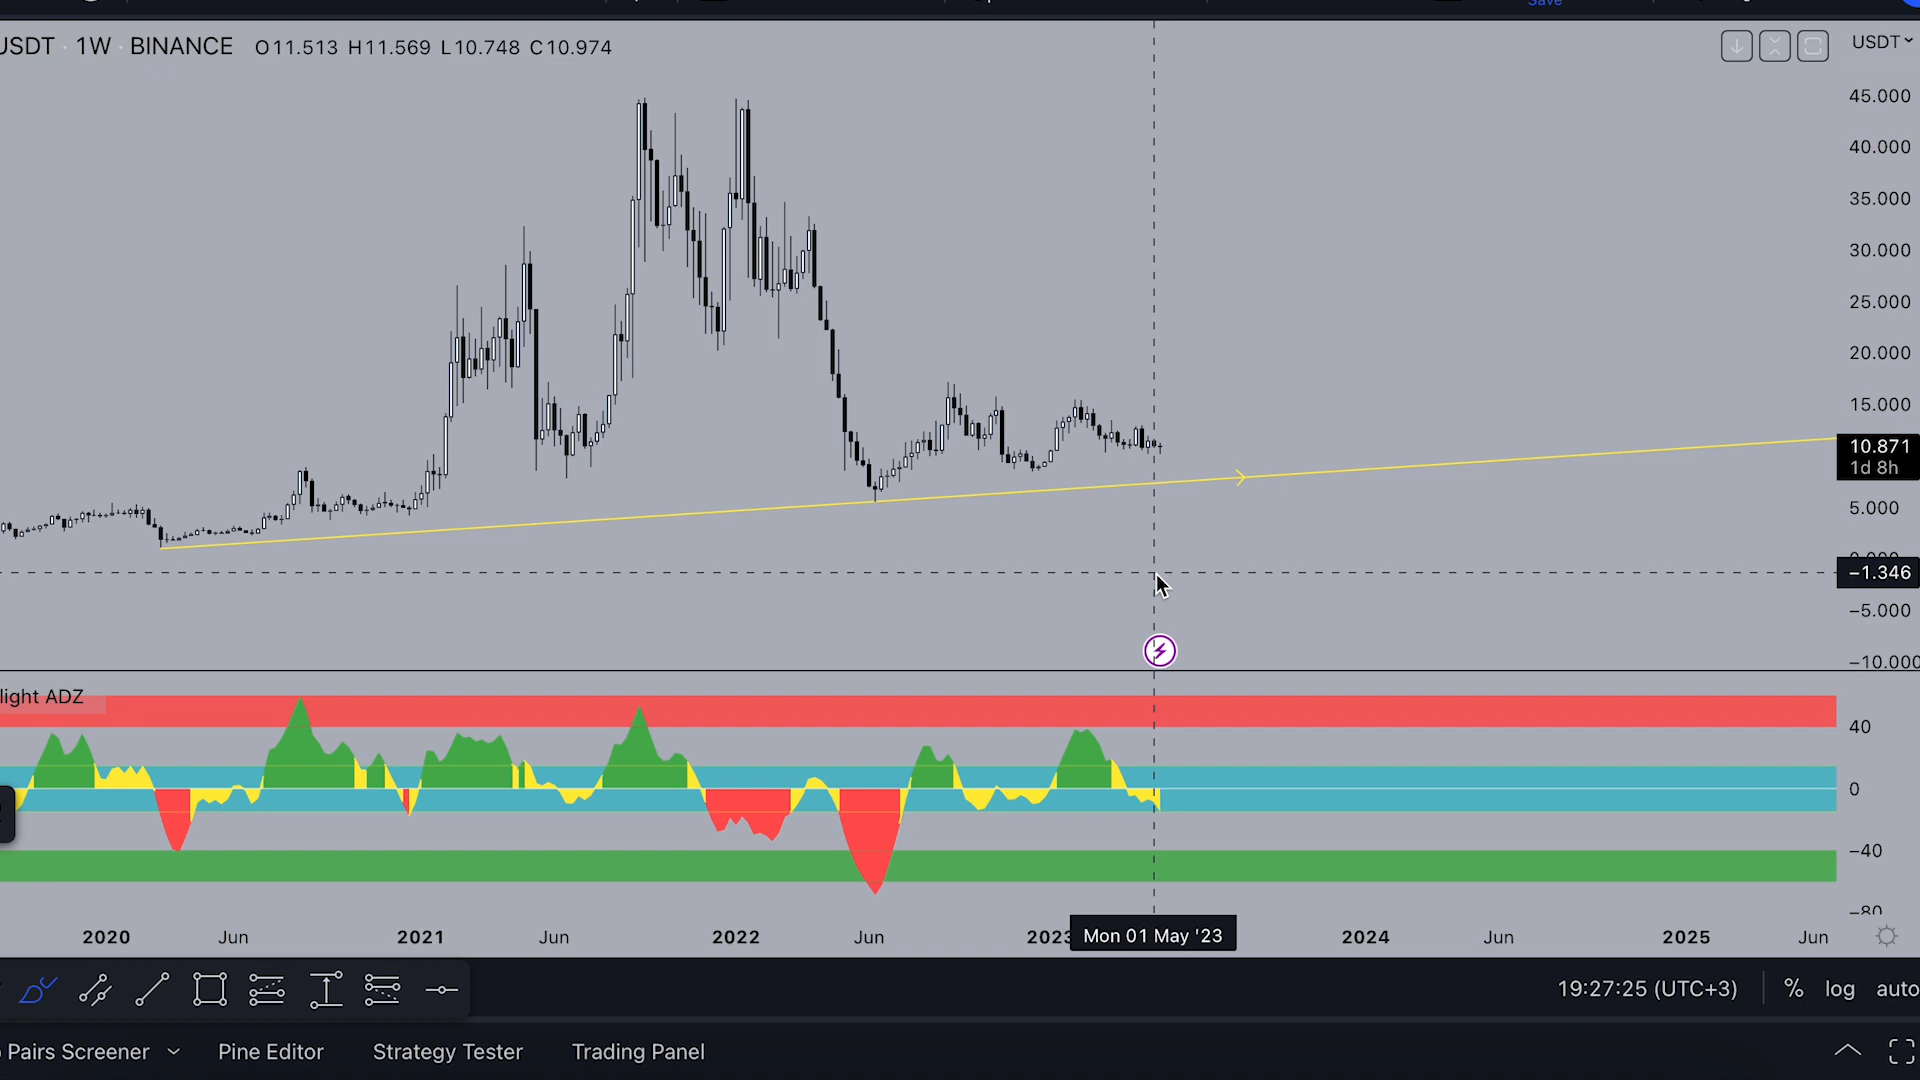 Save
USDT · 1W · BINANCE O11.513 H11.569 L10.748 C10.974
USDT
45.000
40.000
35.000
30.000
25.000
20.000
15.000
10.871
1d 8h
5.000
0.000
−1.346
−5.000
−10.000
light ADZ
40
0
−40
−80
2020 Jun 2021 Jun 2022 Jun 2023 Mon 01 May '23 2024 Jun 2025 Jun
19:27:25 (UTC+3) % log auto
Pairs Screener Pine Editor Strategy Tester Trading Panel